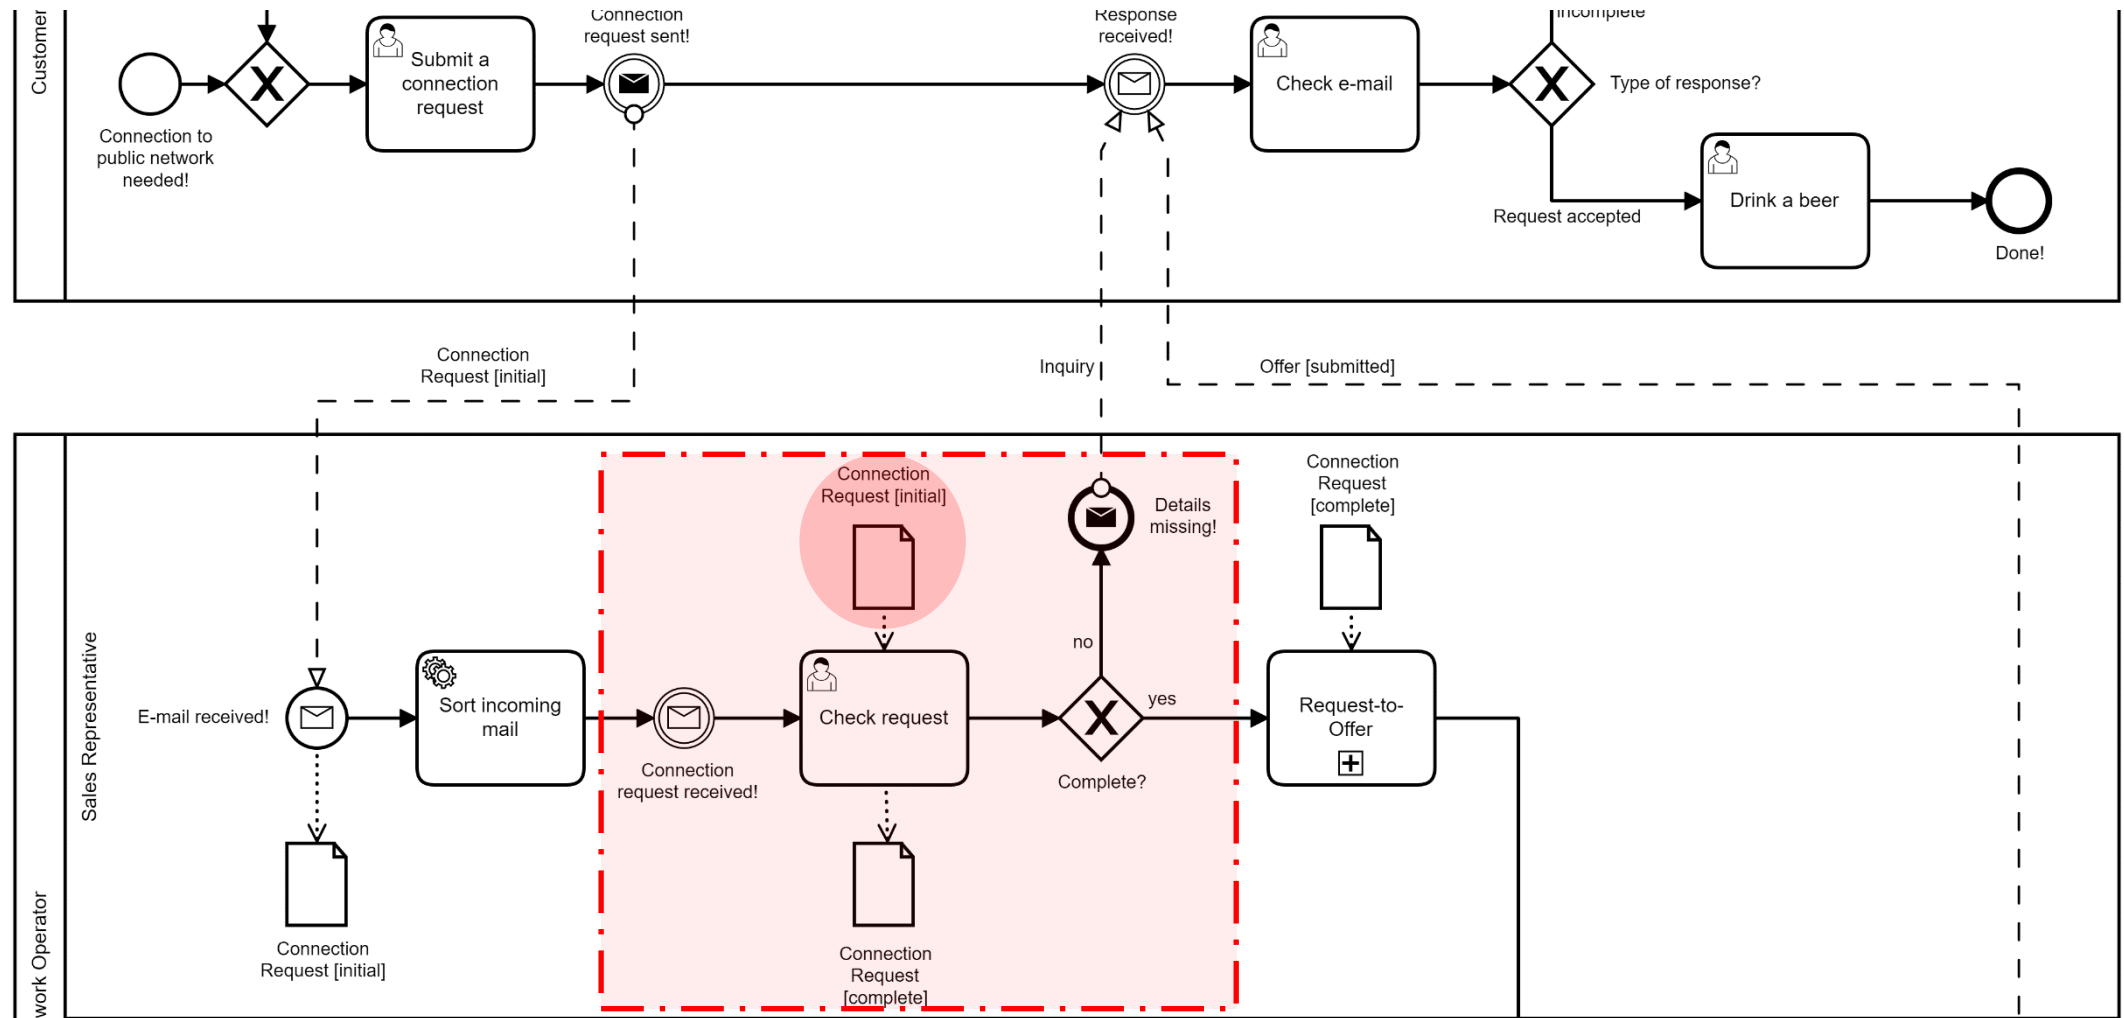 Customer
Connection
request sent!
Response
received!
incomplete
Submit a
connection
request
Check e-mail
Type of response?
Connection to
public network
needed!
Drink a beer
Request accepted
Done!
Connection
Request [initial]
Inquiry
Offer [submitted]
Connection
Request [initial]
Details
missing!
Connection
Request
[complete]
no
yes
Sales Representative
E-mail received!
Sort incoming
mail
Check request
Request-to-
Offer
Connection
request received!
Complete?
Connection
Request [initial]
Connection
Request
[complete]
work Operator